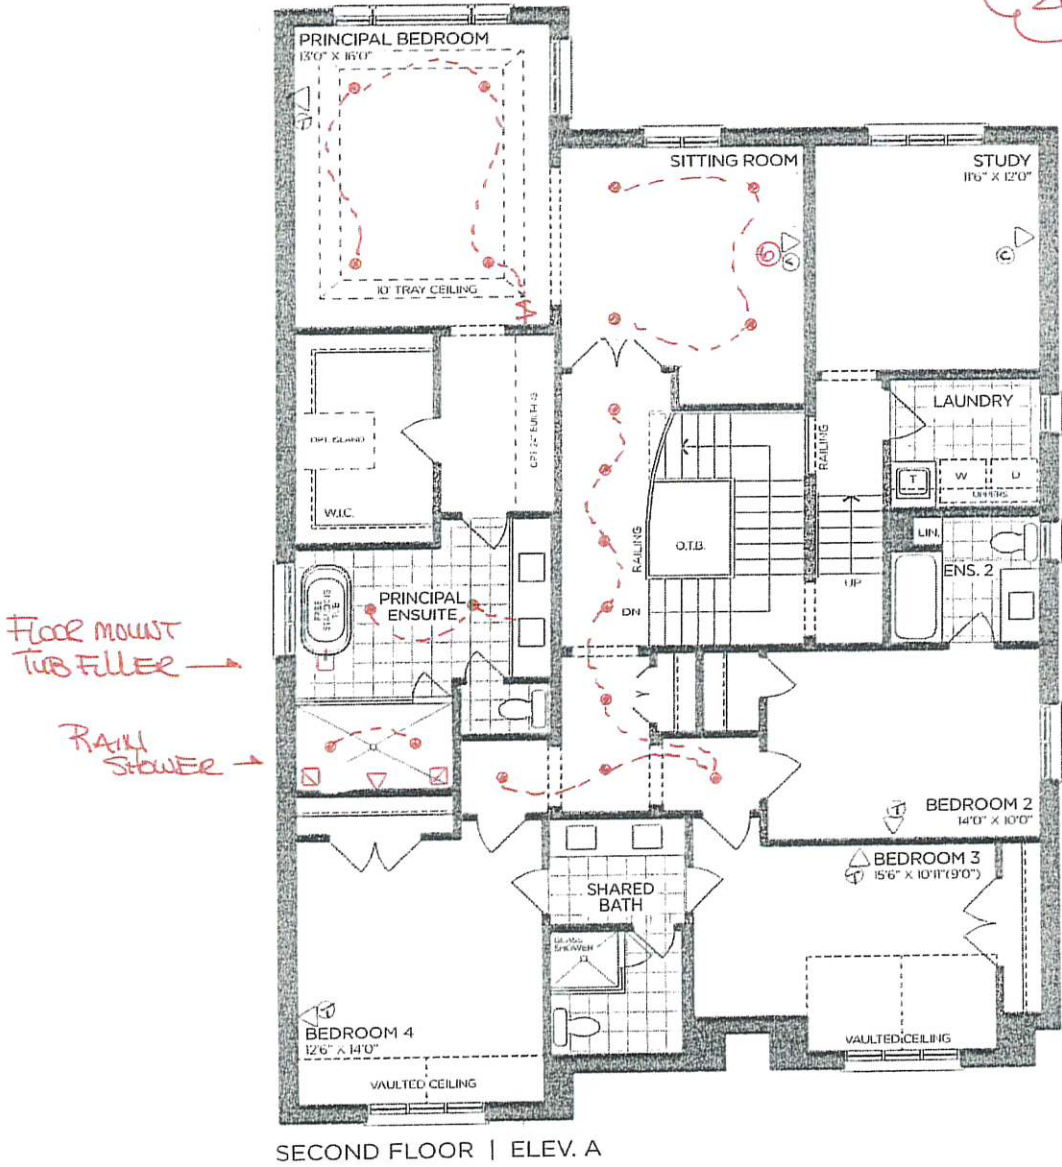 PRINCIPAL BEDROOM
13'0" X 16'0"
10' TRAY CEILING
SITTING ROOM
STUDY
11'6" X 12'0"
C
OPT. ISLAND
W.I.C.
RAILING
RAILING
LAUNDRY
T
W
D
UPPERS
LIN.
ENS. 2
O.T.B.
UP
DN
PRINCIPAL
ENSUITE
FLOOR MOUNT
TUB FILLER
RAIN
SHOWER
BEDROOM 2
14'0" X 10'0"
T
BEDROOM 3
15'6" X 10'11" (9'0")
T
SHARED
BATH
GLASS
SHOWER
T
BEDROOM 4
12'6" X 14'0"
VAULTED CEILING
VAULTED CEILING
SECOND FLOOR | ELEV. A